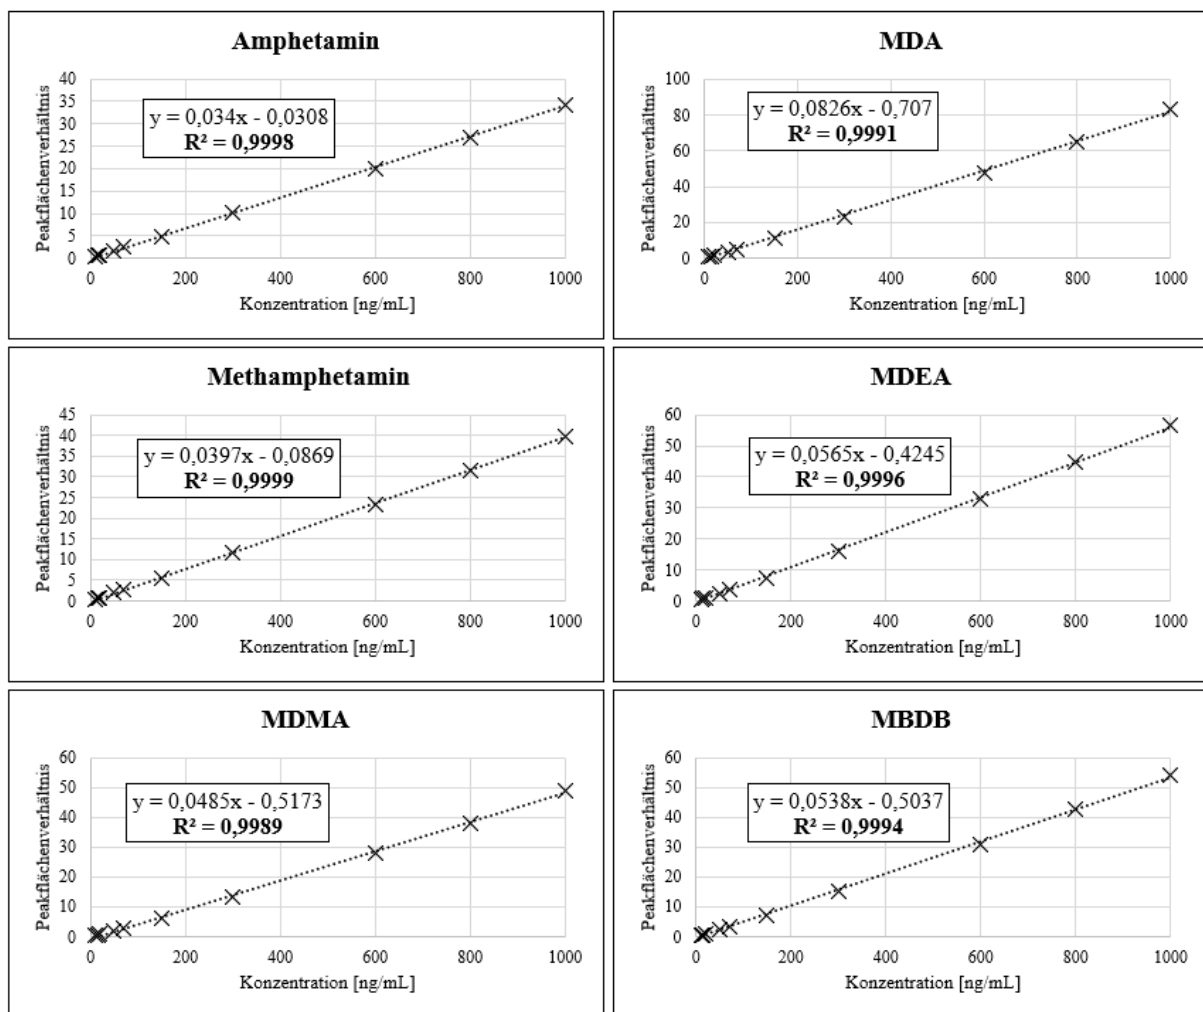 Amphetamin
40
35
30
25
20
15
10
5
0
Peakflächenverhältnis
y = 0,034x - 0,0308
R² = 0,9998
0 200 400 600 800 1000
Konzentration [ng/mL]
MDA
100
80
60
40
20
0
Peakflächenverhältnis
y = 0,0826x - 0,707
R² = 0,9991
0 200 400 600 800 1000
Konzentration [ng/mL]
Methamphetamin
45
40
35
30
25
20
15
10
5
0
Peakflächenverhältnis
y = 0,0397x - 0,0869
R² = 0,9999
0 200 400 600 800 1000
Konzentration [ng/mL]
MDEA
60
50
40
30
20
10
0
Peakflächenverhältnis
y = 0,0565x - 0,4245
R² = 0,9996
0 200 400 600 800 1000
Konzentration [ng/mL]
MDMA
60
50
40
30
20
10
0
Peakflächenverhältnis
y = 0,0485x - 0,5173
R² = 0,9989
0 200 400 600 800 1000
Konzentration [ng/mL]
MBDB
60
50
40
30
20
10
0
Peakflächenverhältnis
y = 0,0538x - 0,5037
R² = 0,9994
0 200 400 600 800 1000
Konzentration [ng/mL]